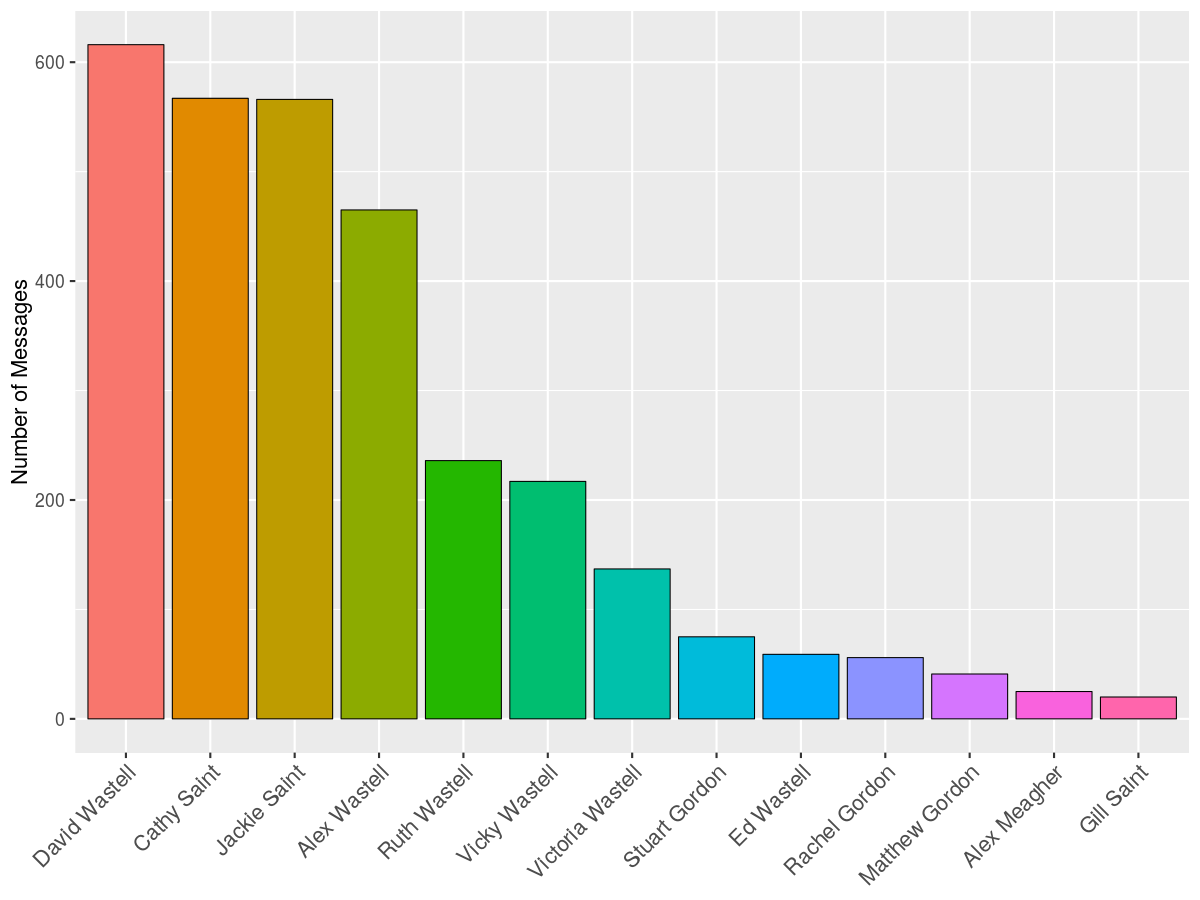 Number of Messages
600
400
200
0
David Wastell
Cathy Saint
Jackie Saint
Alex Wastell
Ruth Wastell
Vicky Wastell
Victoria Wastell
Stuart Gordon
Ed Wastell
Rachel Gordon
Matthew Gordon
Alex Meagher
Gill Saint